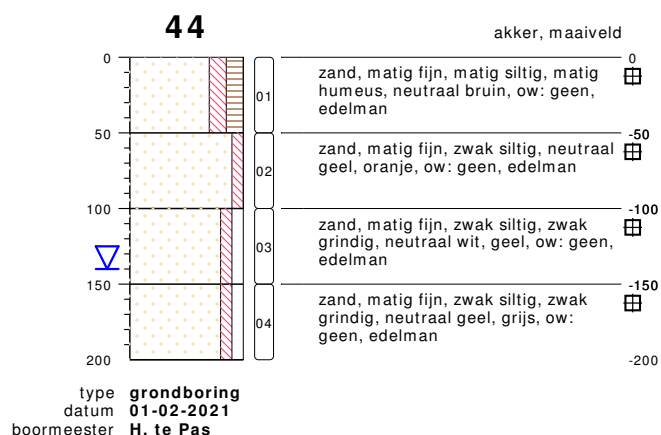 44
akker, maaiveld
0
0
01
zand, matig fijn, matig siltig, matig
humeus, neutraal bruin, ow: geen,
edelman
50
-50
02
zand, matig fijn, zwak siltig, neutraal
geel, oranje, ow: geen, edelman
100
-100
03
zand, matig fijn, zwak siltig, zwak
grindig, neutraal wit, geel, ow: geen,
edelman
150
-150
04
zand, matig fijn, zwak siltig, zwak
grindig, neutraal geel, grijs, ow:
geen, edelman
200
-200
type grondboring
datum 01-02-2021
boormeester H. te Pas